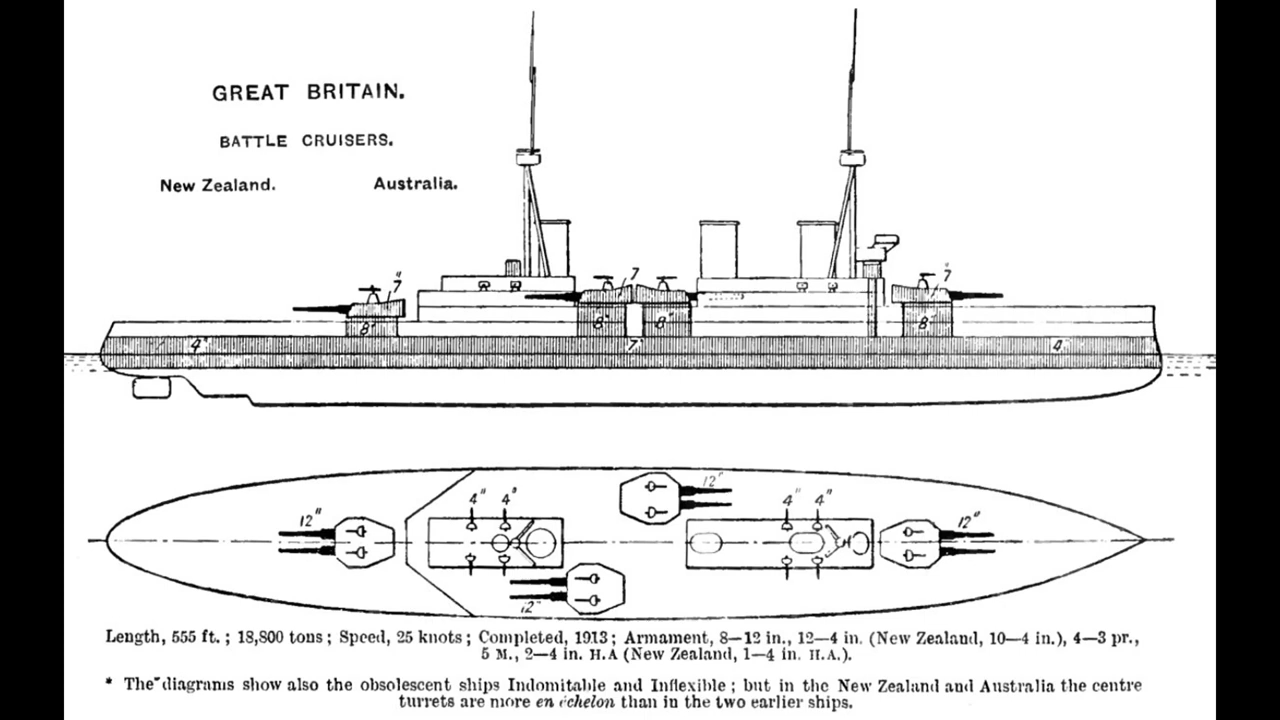 GREAT BRITAIN.
BATTLE CRUISERS.
New Zealand. Australia.
7"
7
7"
8"
8"
8"
8"
4"
7"
4"
12"
4" 4"
4" 4"
12"
12"
12"
Length, 555 ft. ; 18,800 tons ; Speed, 25 knots ; Completed, 1913 ; Armament, 8—12 in., 12—4 in. (New Zealand, 10—4 in.), 4—3 pr.,
5 M., 2—4 in. H.A (New Zealand, 1—4 in. H.A.).
* The diagrams show also the obsolescent ships Indomitable and Inflexible ; but in the New Zealand and Australia the centre
turrets are more en échelon than in the two earlier ships.